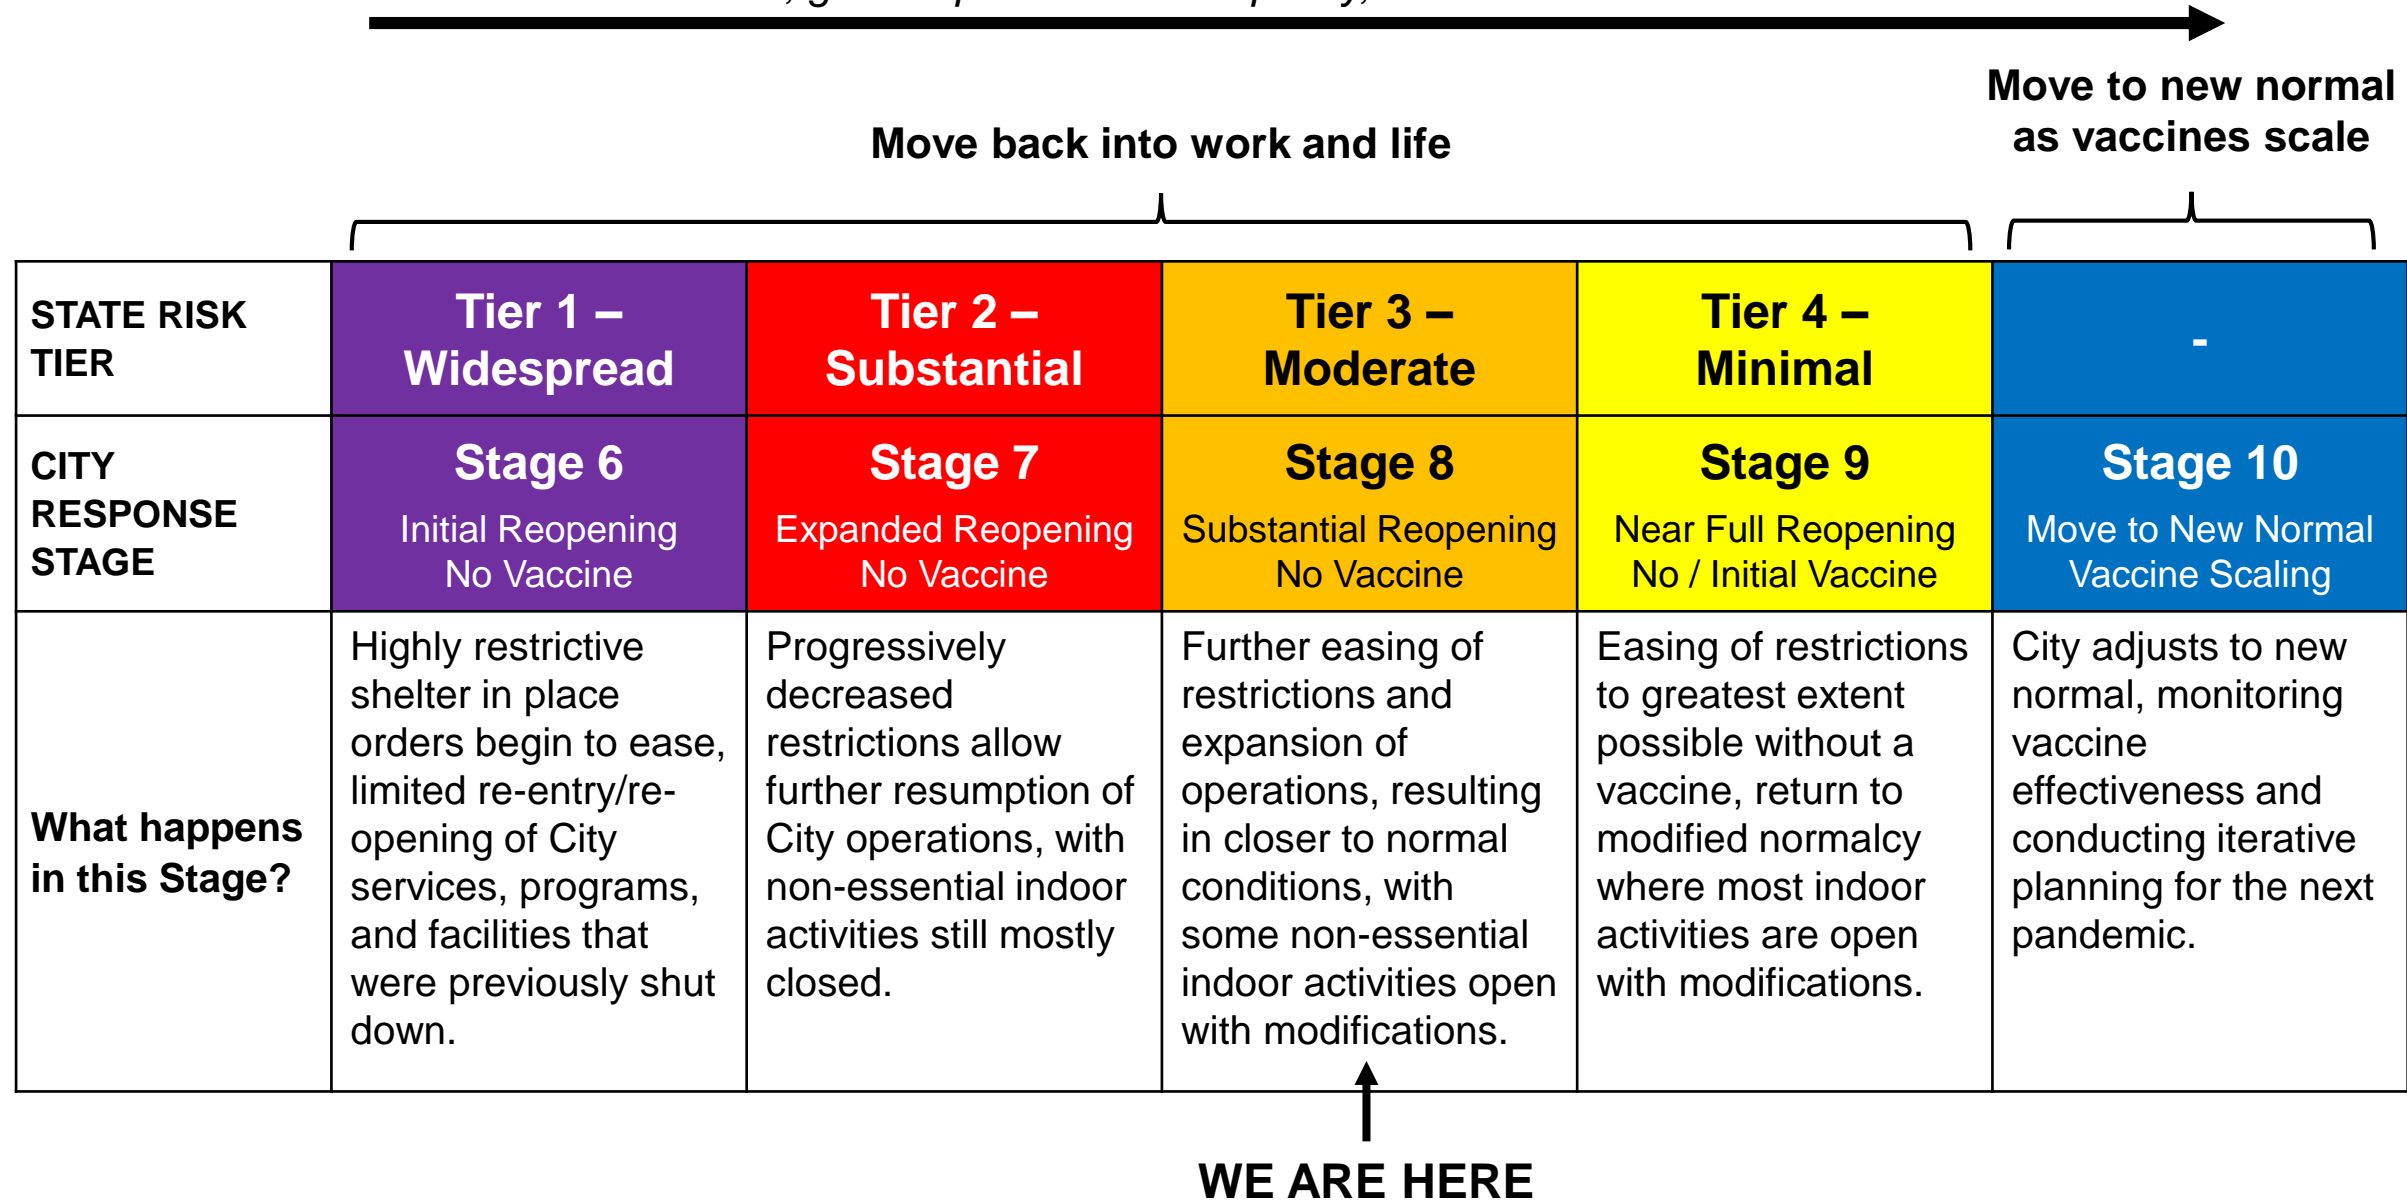 Move to new normal
as vaccines scale
Move back into work and life
STATE RISK
TIER
Tier 1 –
Widespread
Tier 2 –
Substantial
Tier 3 –
Moderate
Tier 4 –
Minimal
-
CITY
RESPONSE
STAGE
Stage 6
Initial Reopening
No Vaccine
Stage 7
Expanded Reopening
No Vaccine
Stage 8
Substantial Reopening
No Vaccine
Stage 9
Near Full Reopening
No / Initial Vaccine
Stage 10
Move to New Normal
Vaccine Scaling
What happens
in this Stage?
Highly restrictive
shelter in place
orders begin to ease,
limited re-entry/re-
opening of City
services, programs,
and facilities that
were previously shut
down.
Progressively
decreased
restrictions allow
further resumption of
City operations, with
non-essential indoor
activities still mostly
closed.
Further easing of
restrictions and
expansion of
operations, resulting
in closer to normal
conditions, with
some non-essential
indoor activities open
with modifications.
Easing of restrictions
to greatest extent
possible without a
vaccine, return to
modified normalcy
where most indoor
activities are open
with modifications.
City adjusts to new
normal, monitoring
vaccine
effectiveness and
conducting iterative
planning for the next
pandemic.
WE ARE HERE